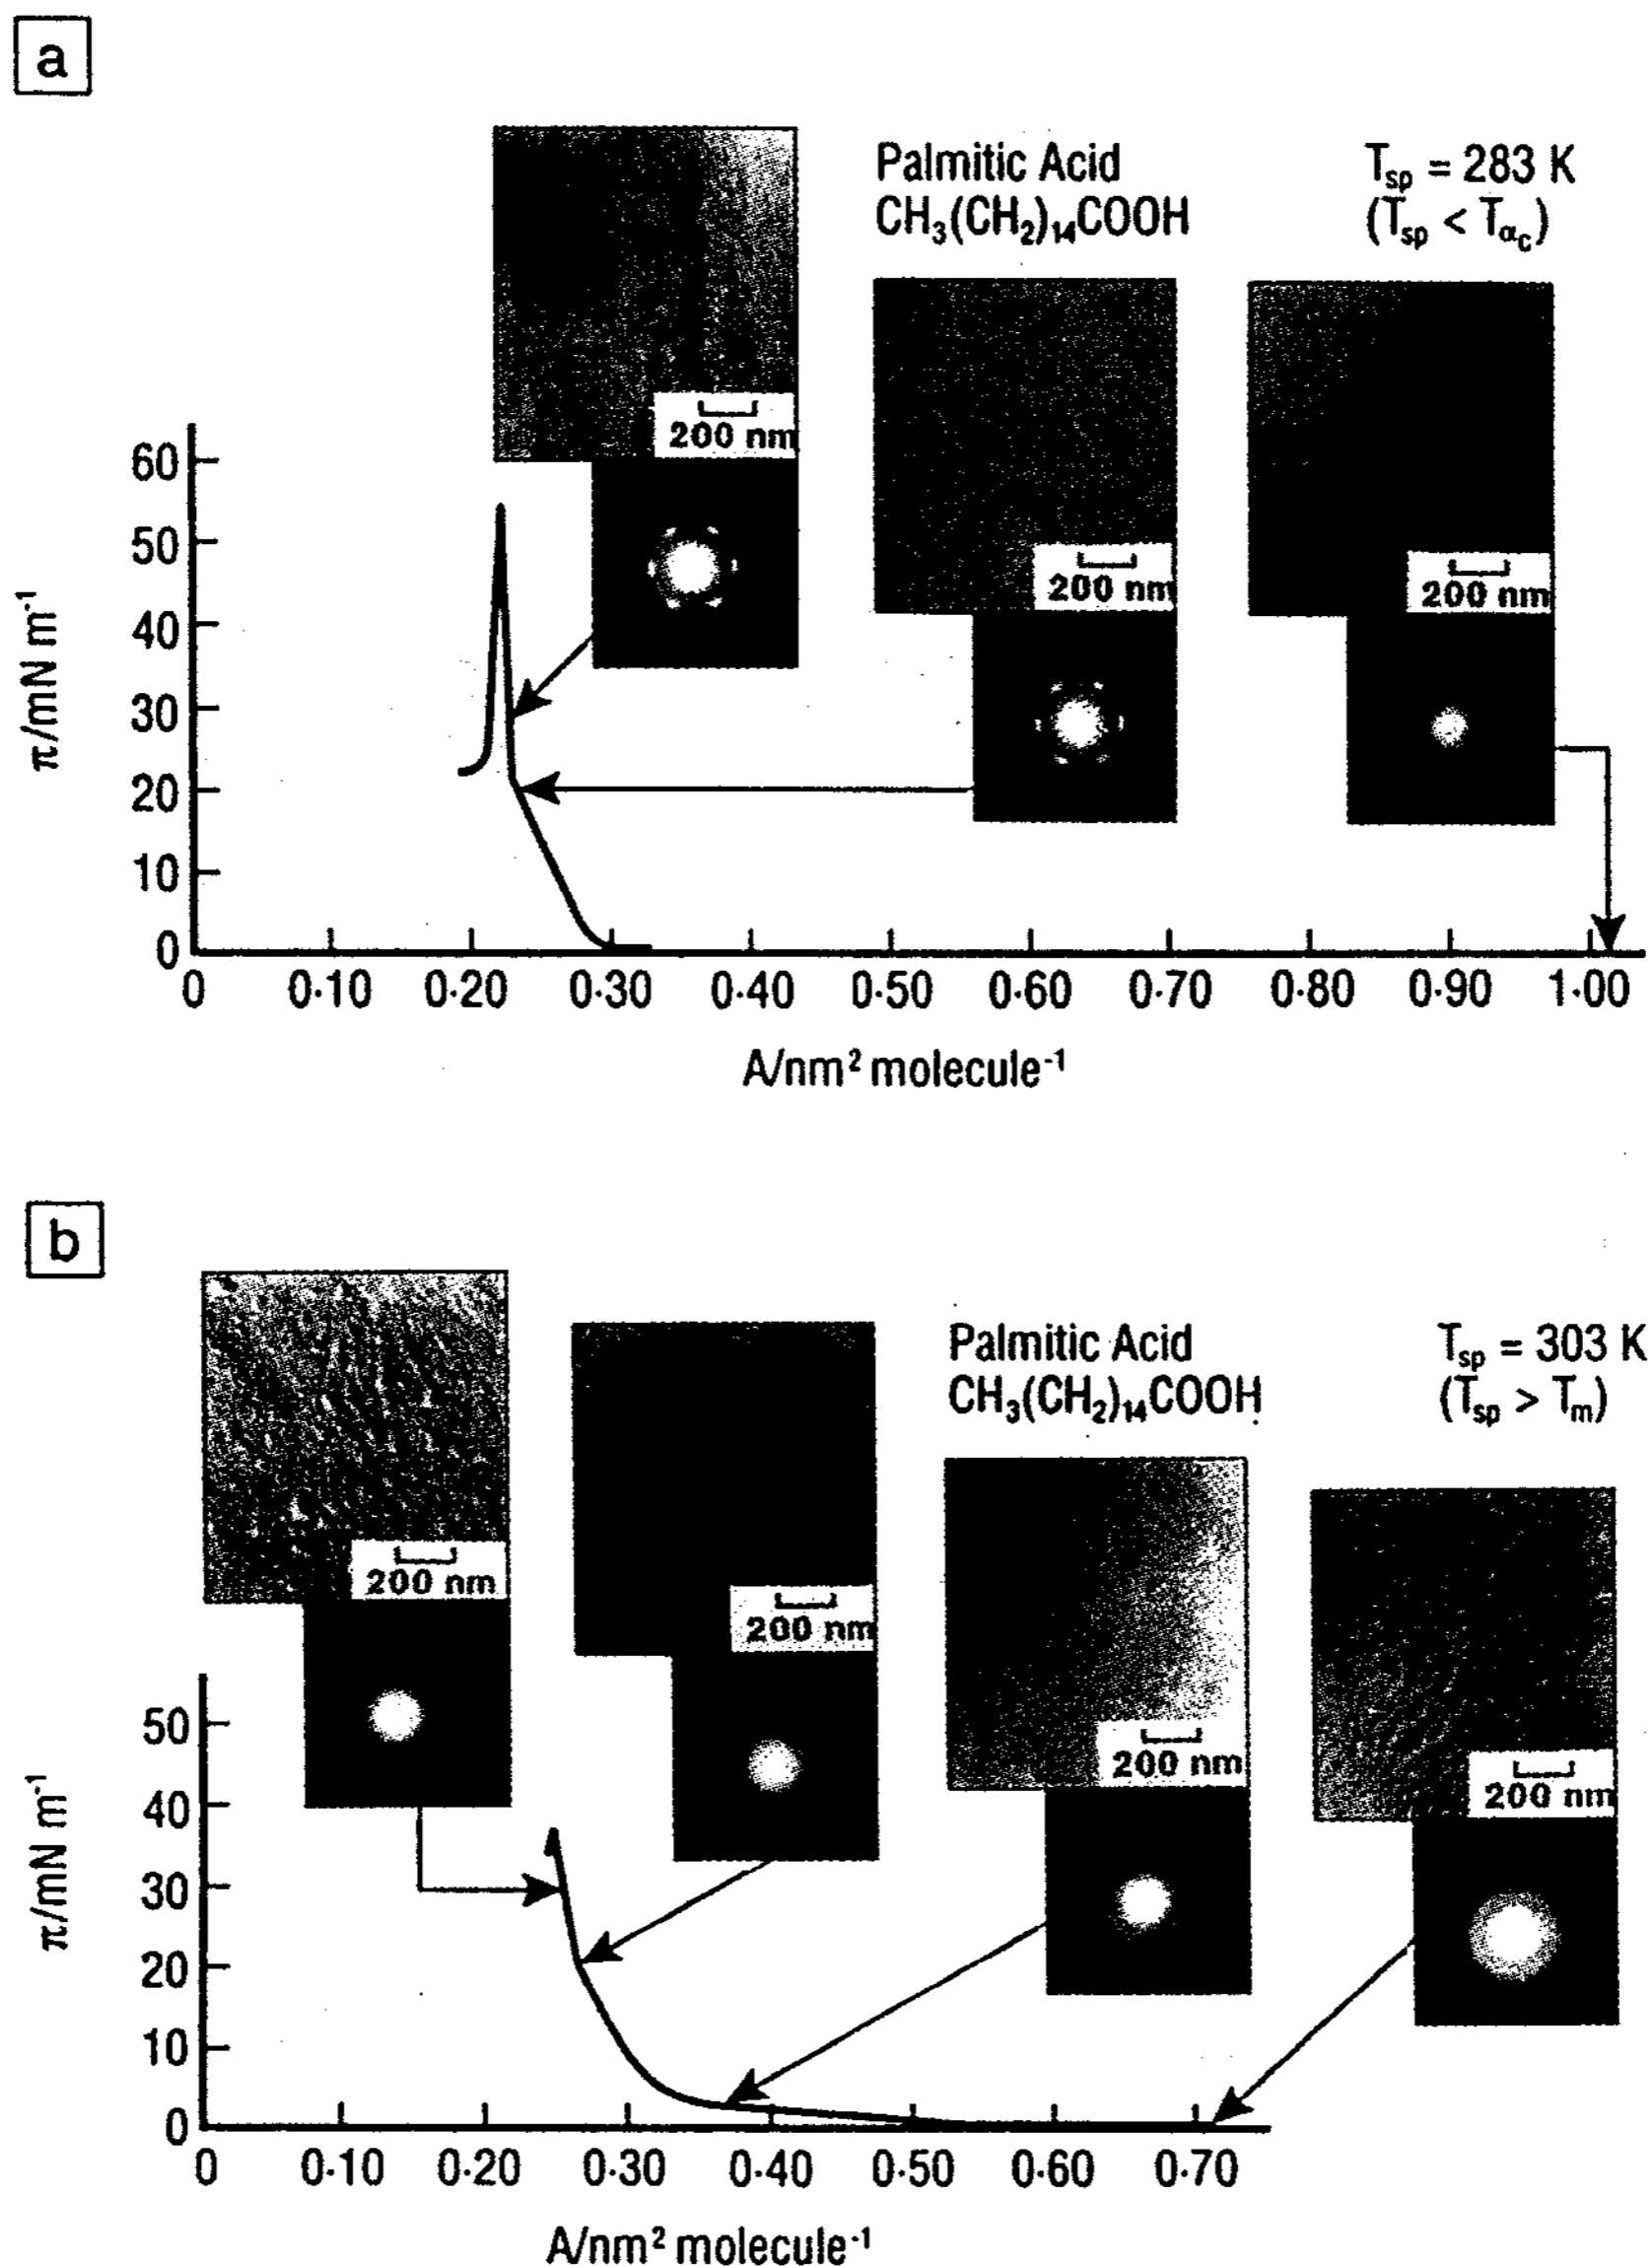 a
Palmitic Acid
CH₃(CH₂)₁₄COOH
Tₛₚ = 283 K
(Tₛₚ < T_αc)
200 nm
200 nm
200 nm
60
50
40
30
20
10
0
π/mN m⁻¹
0 0·10 0·20 0·30 0·40 0·50 0·60 0·70 0·80 0·90 1·00
A/nm² molecule⁻¹
b
Palmitic Acid
CH₃(CH₂)₁₄COOH
Tₛₚ = 303 K
(Tₛₚ > Tₘ)
200 nm
200 nm
200 nm
200 nm
50
40
30
20
10
0
π/mN m⁻¹
0 0·10 0·20 0·30 0·40 0·50 0·60 0·70
A/nm² molecule⁻¹